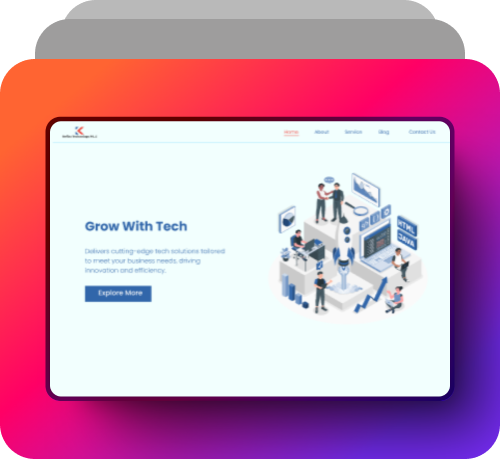 Home About Service Blog Contact Us
Grow With Tech
Delivers cutting-edge tech solutions tailored
to meet your business needs, driving
innovation and efficiency.
Explore More
HTML
JAVA